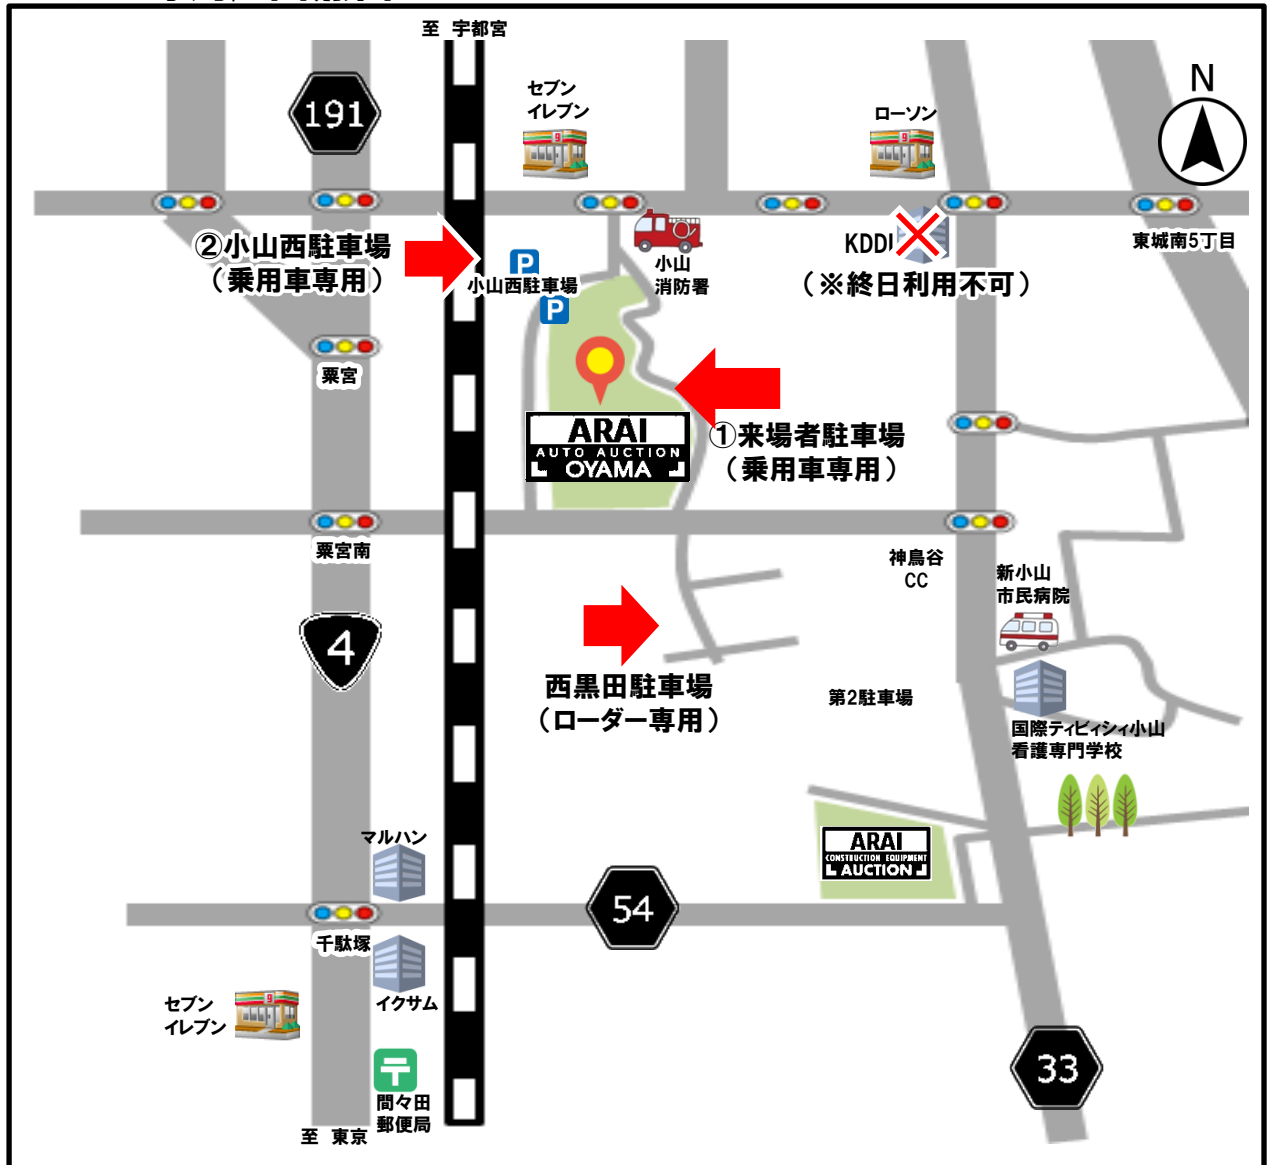 至 宇都宮
191
セブン
イレブン
ローソン
N
②小山西駐車場
（乗用車専用）
P
小山西駐車場
P
小山
消防署
KDDI
（※終日利用不可）
東城南5丁目
粟宮
ARAI
AUTO AUCTION
OYAMA
①来場者駐車場
（乗用車専用）
粟宮南
神鳥谷
CC
新小山
市民病院
4
西黒田駐車場
（ローダー専用）
第2駐車場
国際ティビィシィ小山
看護専門学校
マルハン
ARAI
CONSTRUCTION EQUIPMENT
AUCTION
54
千駄塚
イクサム
セブン
イレブン
33
間々田
郵便局
至 東京